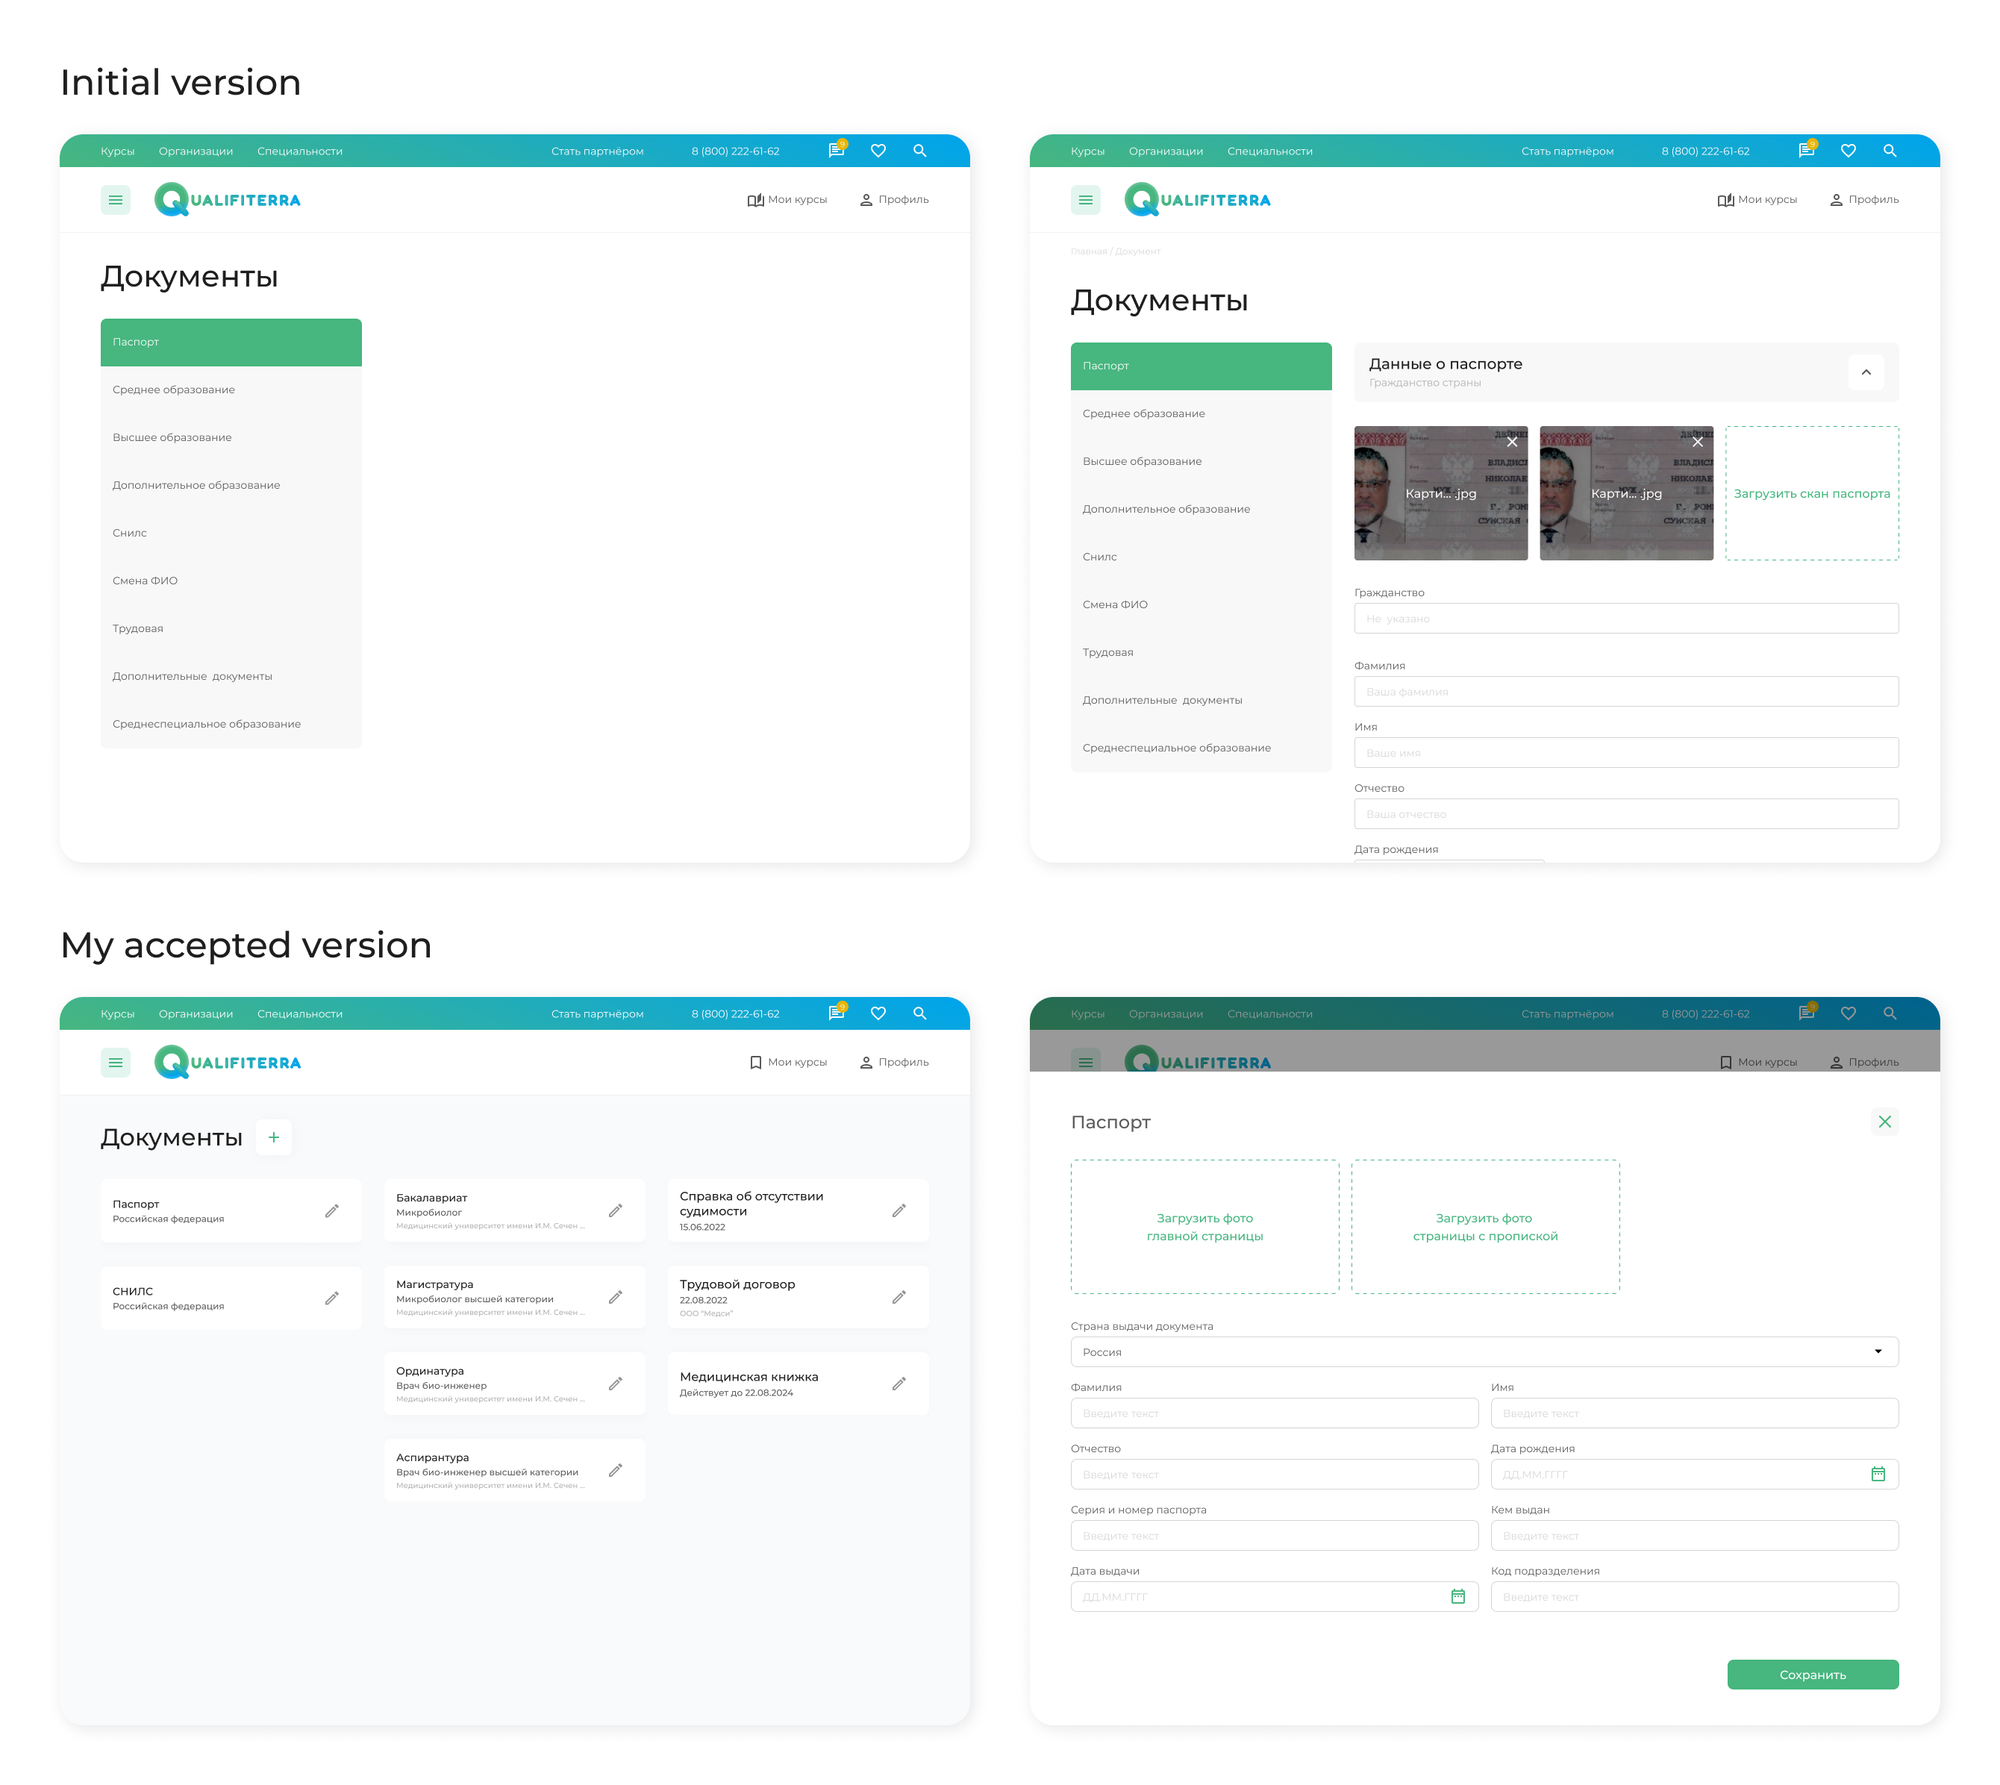 Initial version
Курсы Организации Специальности Стать партнёром 8 (800) 222-61-62
QUALIFITERRA Мои курсы Профиль
Документы
Паспорт
Среднее образование
Высшее образование
Дополнительное образование
Снилс
Смена ФИО
Трудовая
Дополнительные документы
Среднеспециальное образование
Курсы Организации Специальности Стать партнёром 8 (800) 222-61-62
QUALIFITERRA Мои курсы Профиль
Главная / Документ
Документы
Паспорт
Среднее образование
Высшее образование
Дополнительное образование
Снилс
Смена ФИО
Трудовая
Дополнительные документы
Среднеспециальное образование
Данные о паспорте
Гражданство страны
Карти... .jpg
Карти... .jpg
Загрузить скан паспорта
Гражданство
Не указано
Фамилия
Ваша фамилия
Имя
Ваше имя
Отчество
Ваша отчество
Дата рождения
My accepted version
Курсы Организации Специальности Стать партнёром 8 (800) 222-61-62
QUALIFITERRA Мои курсы Профиль
Документы +
Паспорт
Российская федерация
СНИЛС
Российская федерация
Бакалавриат
Микробиолог
Медицинский университет имени И.М. Сечен ...
Магистратура
Микробиолог высшей категории
Медицинский университет имени И.М. Сечен ...
Ординатура
Врач био-инженер
Медицинский университет имени И.М. Сечен ...
Аспирантура
Врач био-инженер высшей категории
Медицинский университет имени И.М. Сечен ...
Справка об отсутствии
судимости
15.06.2022
Трудовой договор
22.08.2022
ООО "Медси"
Медицинская книжка
Действует до 22.08.2024
Курсы Организации Специальности Стать партнёром 8 (800) 222-61-62
QUALIFITERRA Мои курсы Профиль
Паспорт
Загрузить фото
главной страницы
Загрузить фото
страницы с пропиской
Страна выдачи документа
Россия
Фамилия
Введите текст
Имя
Введите текст
Отчество
Введите текст
Дата рождения
ДД.ММ.ГГГГ
Серия и номер паспорта
Введите текст
Кем выдан
Введите текст
Дата выдачи
ДД.ММ.ГГГГ
Код подразделения
Введите текст
Сохранить